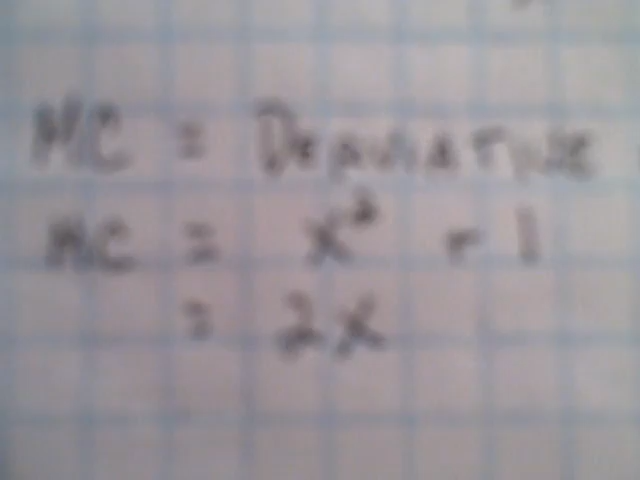 MC = DERIVATIVE
MC = x² - 1
= 2x